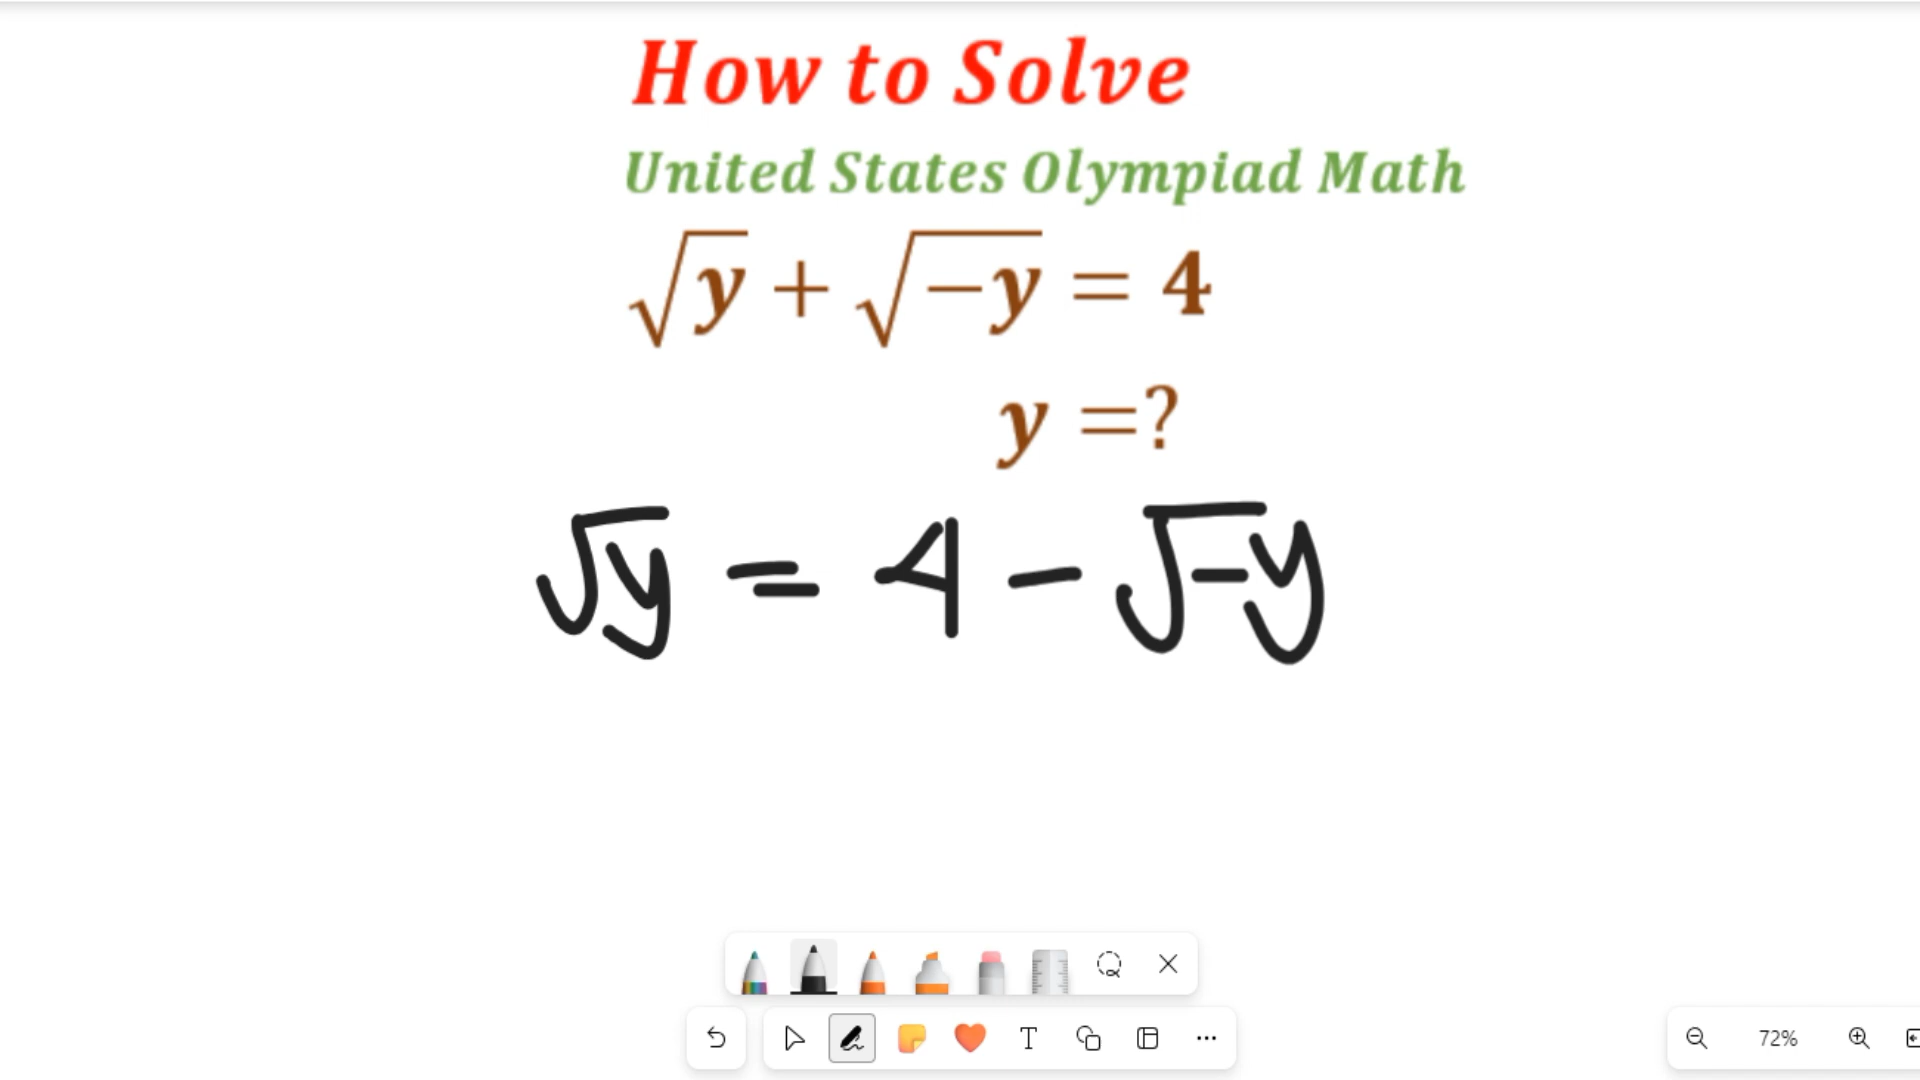 How to Solve
United States Olympiad Math
√y + √-y = 4
y =?
√y = 4 - √-y
T
72%